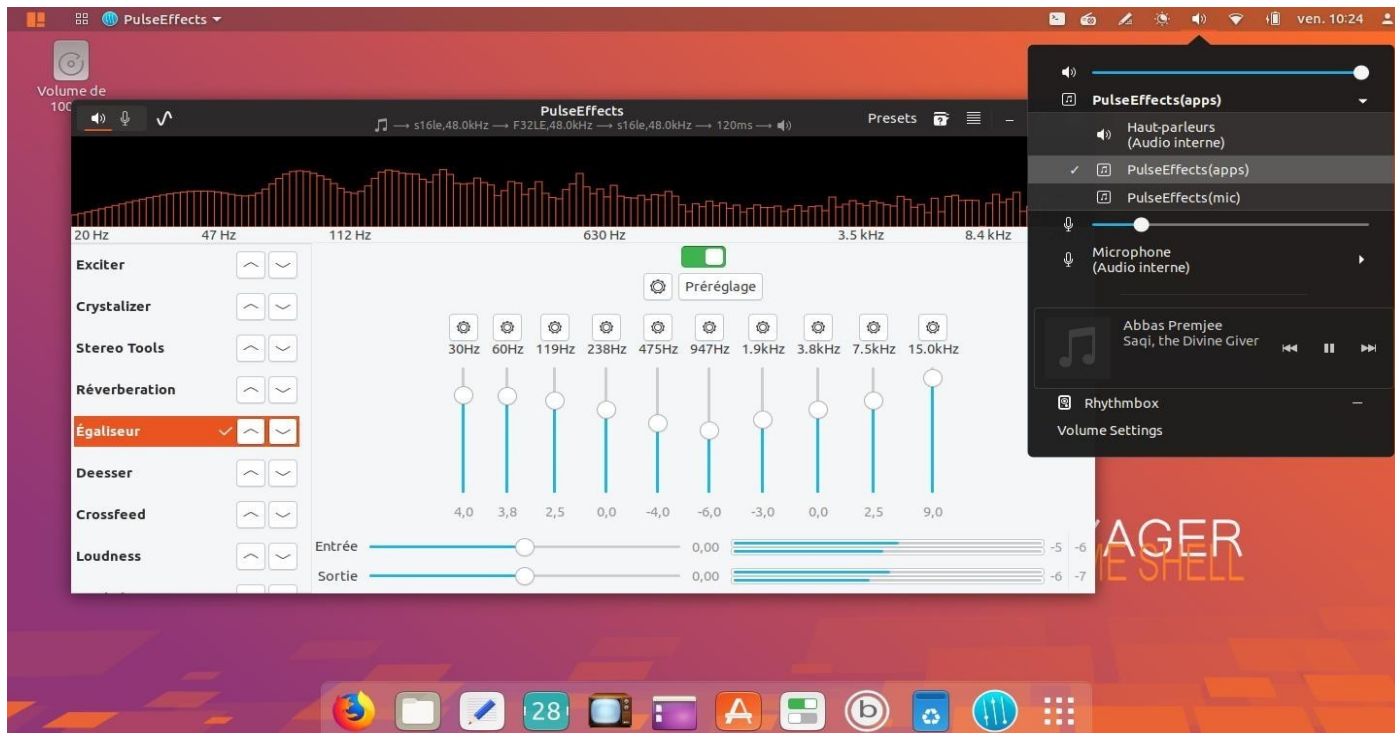 PulseEffects
ven. 10:24
Volume de
PulseEffects
s16le,48.0kHz → F32LE,48.0kHz → s16le,48.0kHz → 120ms →
Presets
20 Hz 47 Hz 112 Hz 630 Hz 3.5 kHz 8.4 kHz
Exciter
Crystalizer
Stereo Tools
Réverberation
Égaliseur
Deesser
Crossfeed
Loudness
Préréglage
30Hz 60Hz 119Hz 238Hz 475Hz 947Hz 1.9kHz 3.8kHz 7.5kHz 15.0kHz
4,0 3,8 2,5 0,0 -4,0 -6,0 -3,0 0,0 2,5 9,0
Entrée 0,00 -5 -6
Sortie 0,00 -6 -7
PulseEffects(apps)
Haut-parleurs
(Audio interne)
PulseEffects(apps)
PulseEffects(mic)
Microphone
(Audio interne)
Abbas Premjee
Saqi, the Divine Giver
Rhythmbox
Volume Settings
AGER
SHELL
28
b